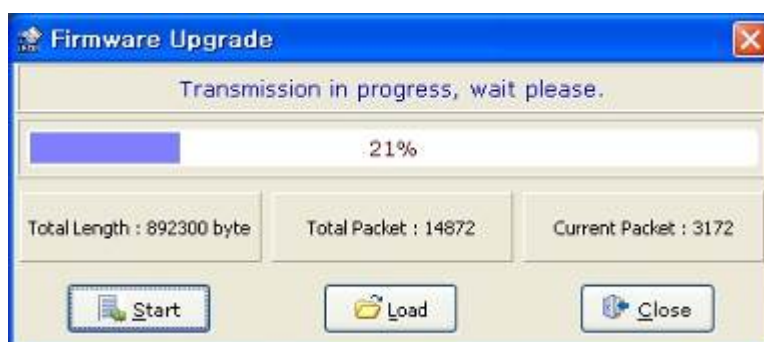 Firmware Upgrade
Transmission in progress, wait please.
21%
Total Length : 892300 byte
Total Packet : 14872
Current Packet : 3172
Start
Load
Close